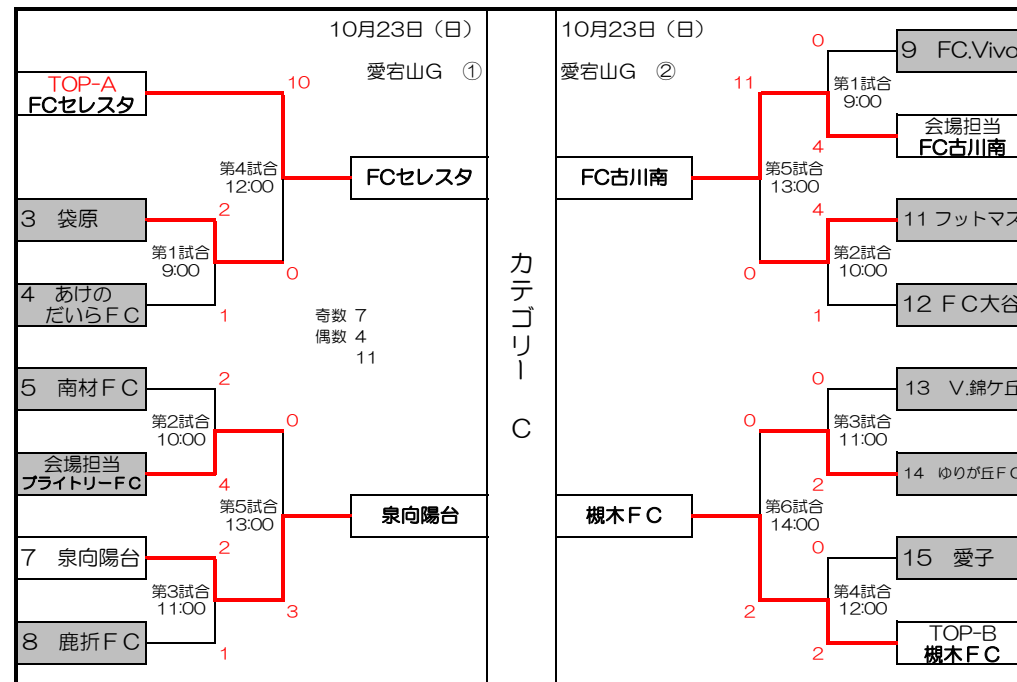 10月23日（日）
愛宕山G　①
TOP-A
FCセレスタ
10
第4試合
12:00
FCセレスタ
3　袋原
2
第1試合
9:00
0
4　あけの
だいらＦＣ
1
奇数 7
偶数 4
11
5　南材ＦＣ
2
第2試合
10:00
0
会場担当
ブライトリーＦＣ
4
第5試合
13:00
泉向陽台
7　泉向陽台
2
第3試合
11:00
3
8　鹿折ＦＣ
1
カテゴリー　Ｃ
10月23日（日）
愛宕山G　②
0
9　FC.Vivo
11
第1試合
9:00
会場担当
FC古川南
4
FC古川南
第5試合
13:00
4
11 フットマス
第2試合
10:00
0
12 ＦＣ大谷
1
0
13　V.錦ケ丘
0
第3試合
11:00
14　ゆりが丘ＦＣ
2
槻木ＦＣ
第6試合
14:00
0
15　愛子
第4試合
12:00
2
TOP-B
槻木ＦＣ
2